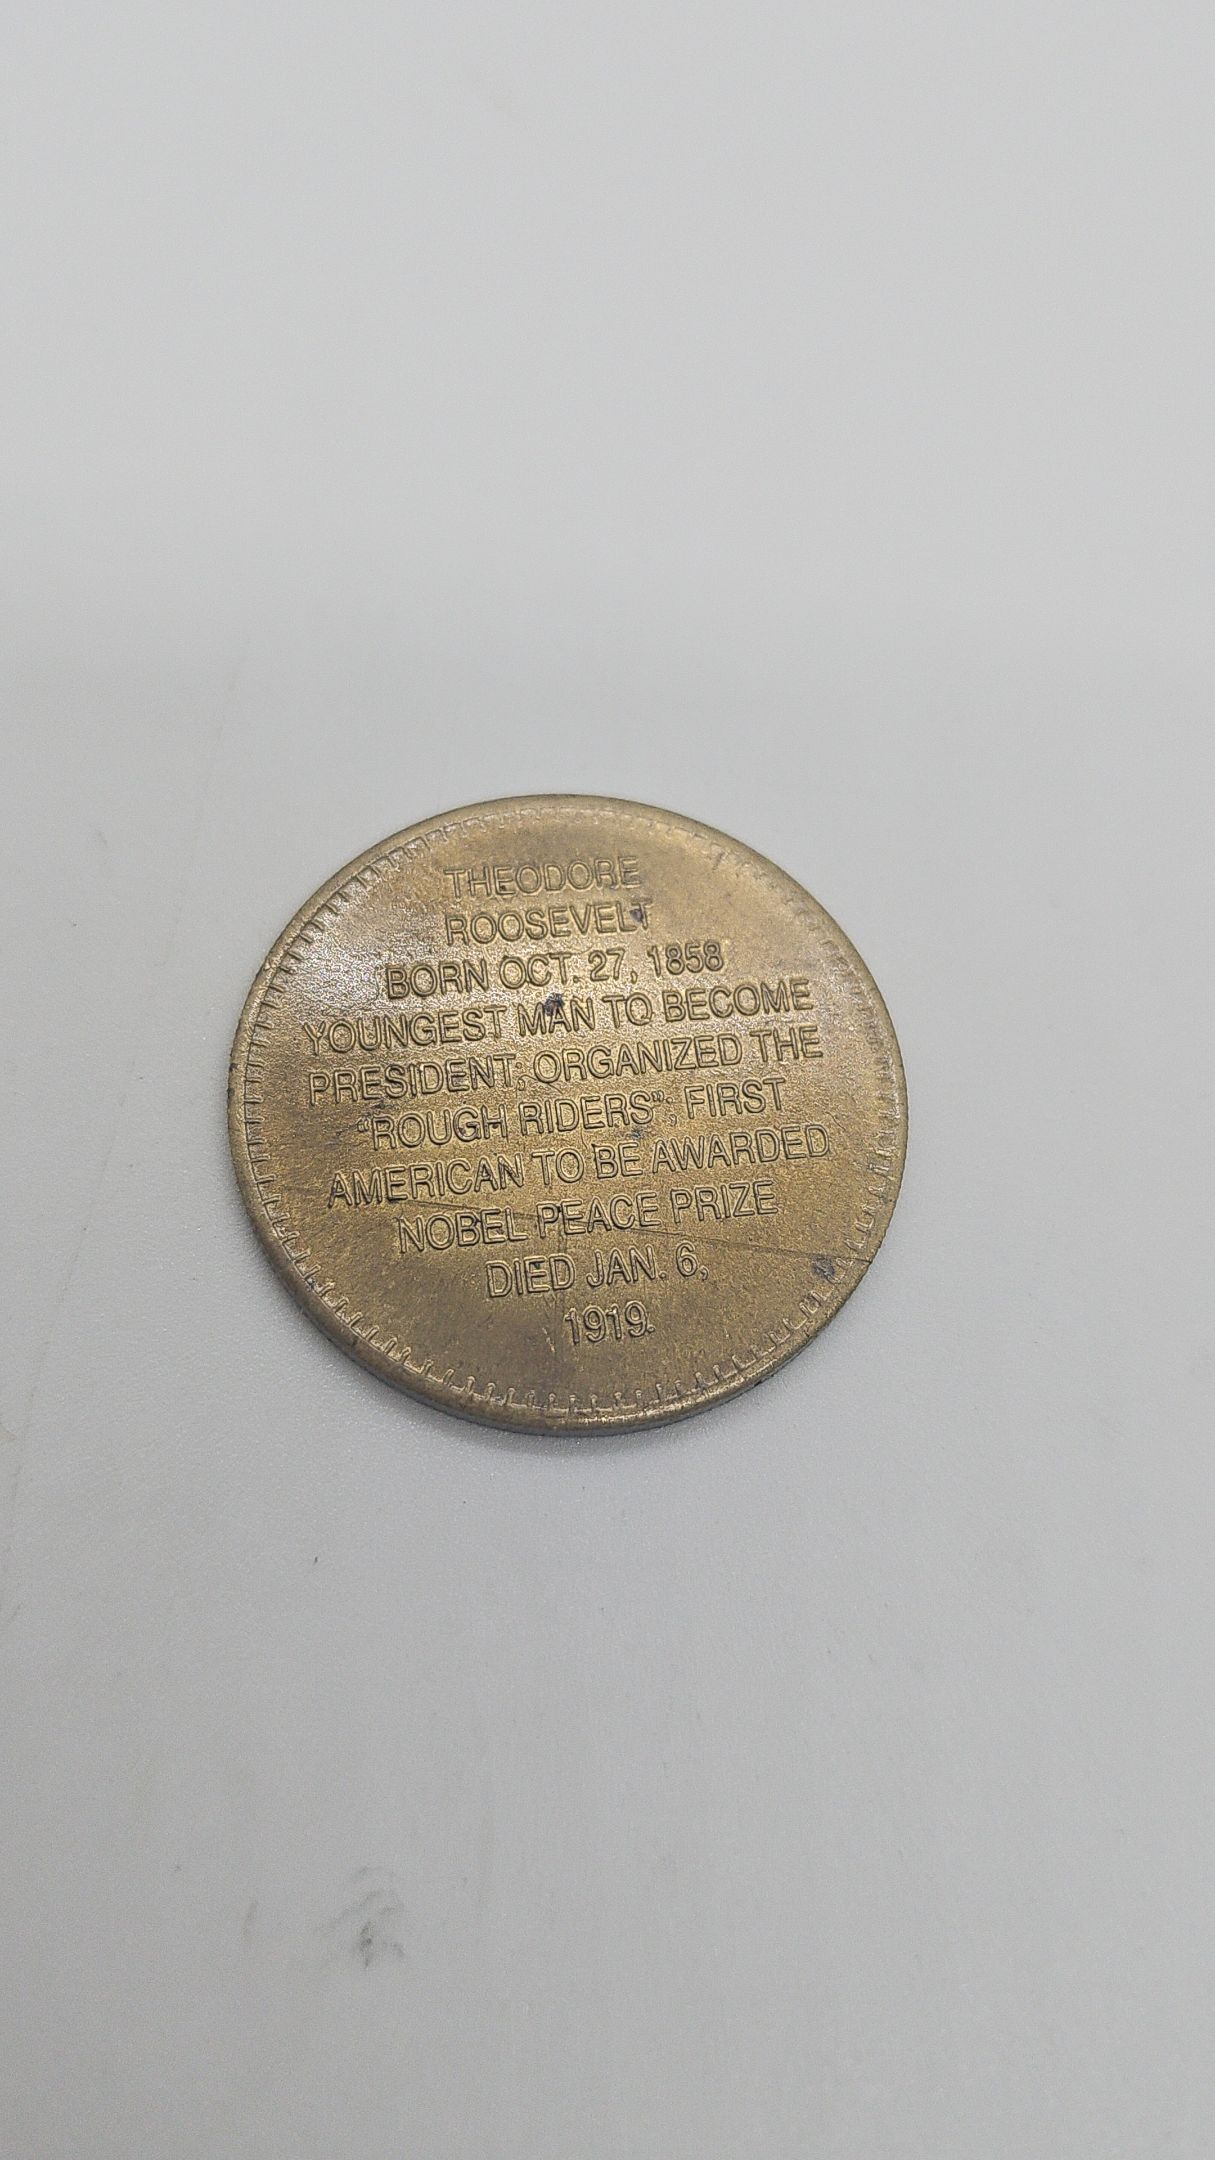 THEODORE
ROOSEVELT
BORN OCT. 27, 1858
YOUNGEST MAN TO BECOME
PRESIDENT; ORGANIZED THE
"ROUGH RIDERS"; FIRST
AMERICAN TO BE AWARDED
NOBEL PEACE PRIZE
DIED JAN. 6,
1919.